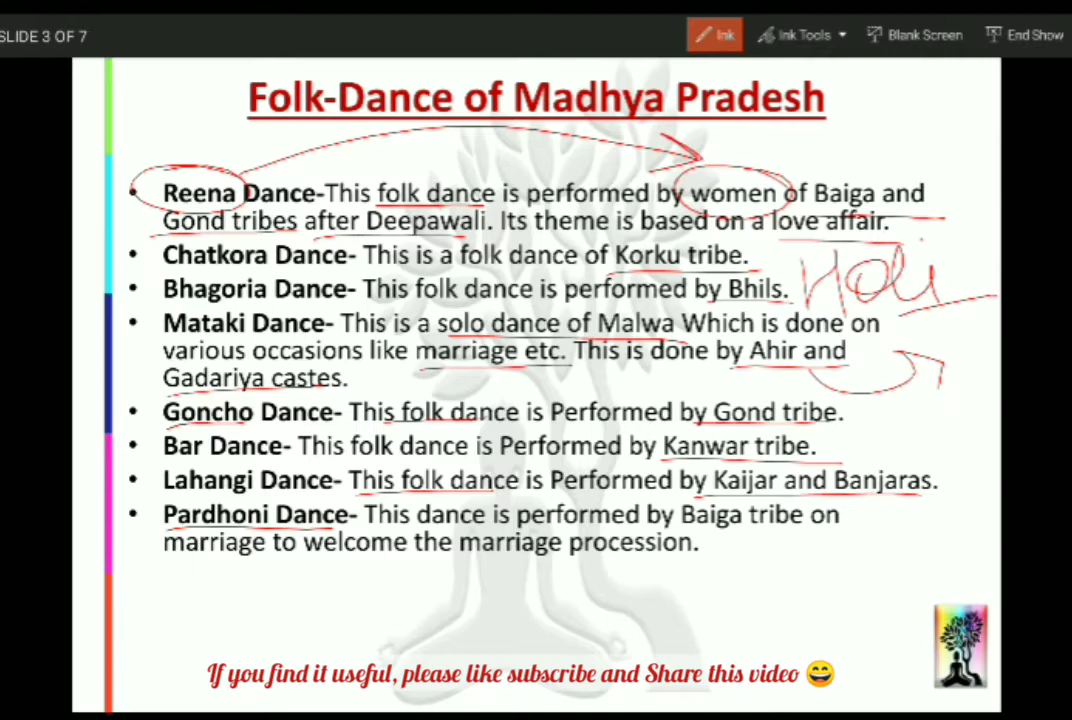 SLIDE 3 OF 7
Ink
Ink Tools
Blank Screen
End Show
Folk-Dance of Madhya Pradesh
• Reena Dance-This folk dance is performed by women of Baiga and
Gond tribes after Deepawali. Its theme is based on a love affair.
• Chatkora Dance- This is a folk dance of Korku tribe.
• Bhagoria Dance- This folk dance is performed by Bhils. Holi
• Mataki Dance- This is a solo dance of Malwa Which is done on
various occasions like marriage etc. This is done by Ahir and
Gadariya castes.
• Goncho Dance- This folk dance is Performed by Gond tribe.
• Bar Dance- This folk dance is Performed by Kanwar tribe.
• Lahangi Dance- This folk dance is Performed by Kaijar and Banjaras.
• Pardhoni Dance- This dance is performed by Baiga tribe on
marriage to welcome the marriage procession.
If you find it useful, please like subscribe and Share this video 😄